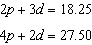 2p + 3d = 18.25
4p + 2d = 27.50